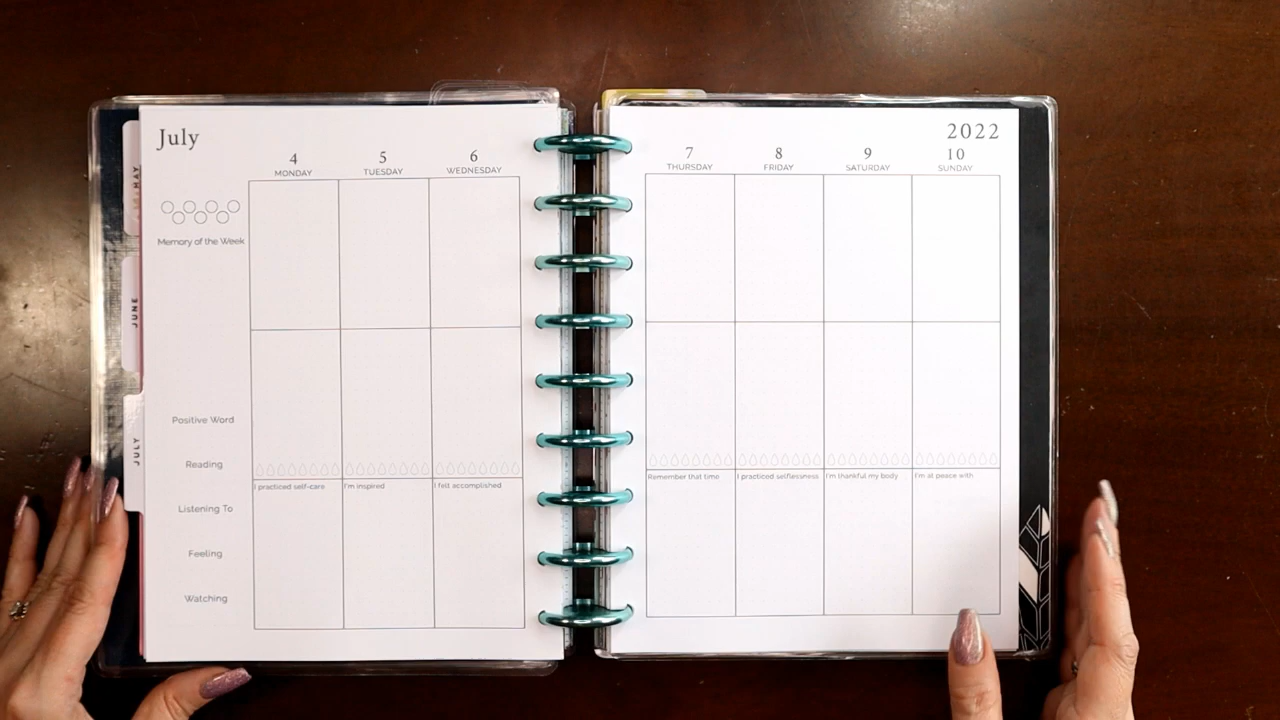 July
4
5
6
MONDAY
TUESDAY
WEDNESDAY
Memory of the Week
Positive Word
Reading
Listening To
Feeling
Watching
I practiced self-care
I'm inspired
I felt accomplished
MAY
JUNE
JULY
2022
7
8
9
10
THURSDAY
FRIDAY
SATURDAY
SUNDAY
Remember that time
I practiced selflessness
I'm thankful my body
I'm at peace with